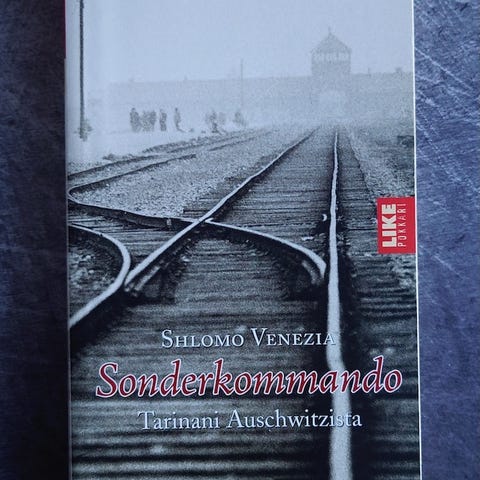 LIKE
POKKARI
SHLOMO VENEZIA
Sonderkommando
Tarinani Auschwitzista